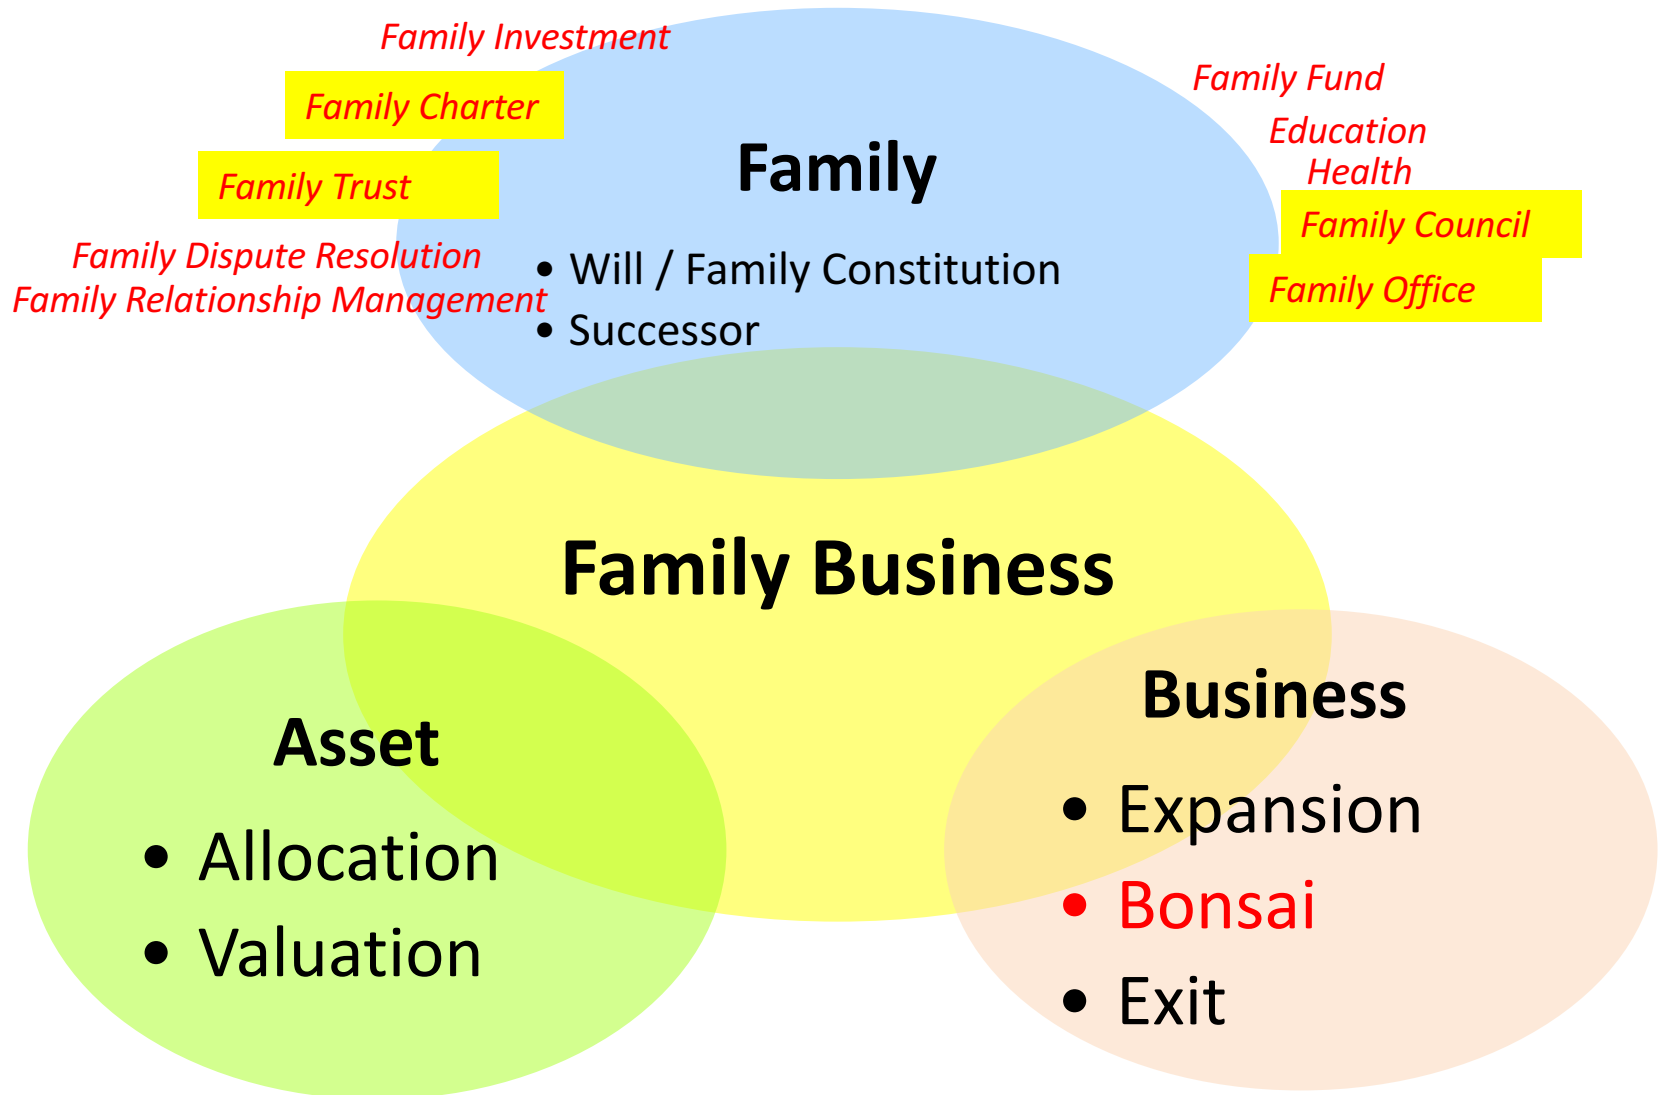 Family Investment
Family Charter
Family Trust
Family Dispute Resolution
Family Relationship Management
Family Fund
Education
Health
Family Council
Family Office
Family
• Will / Family Constitution
• Successor
Family Business
Asset
• Allocation
• Valuation
Business
• Expansion
• Bonsai
• Exit